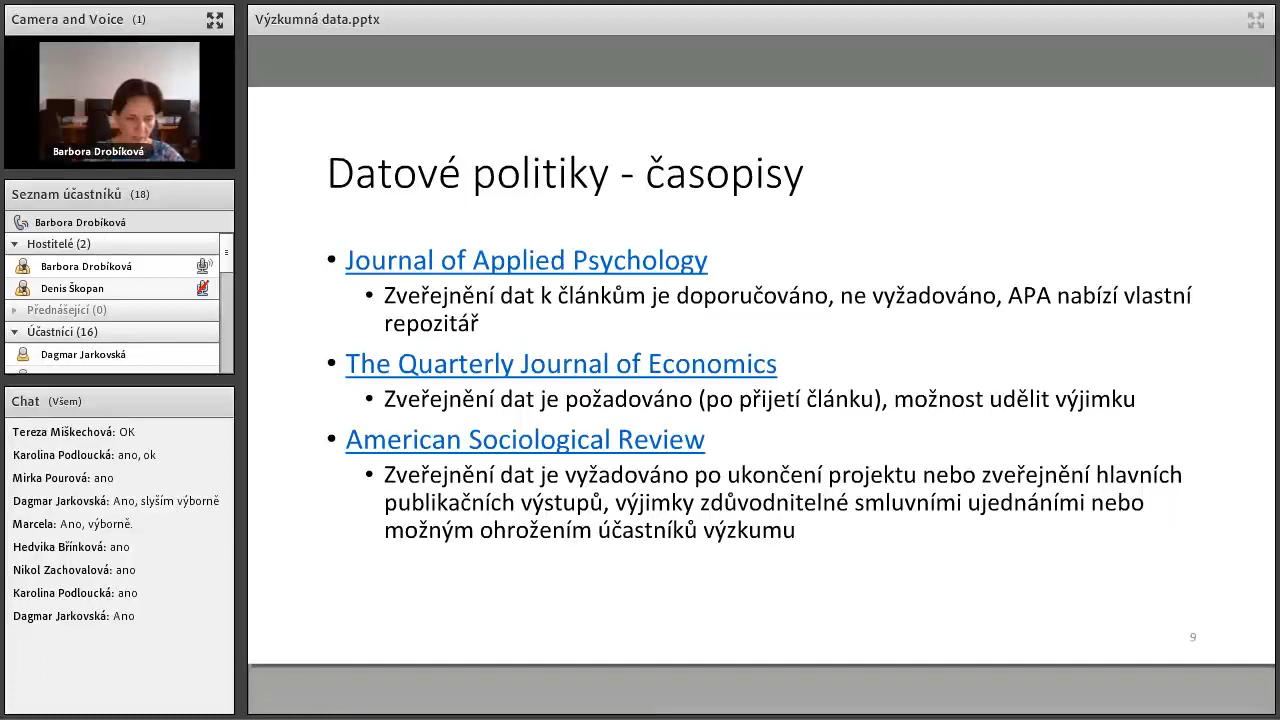 Camera and Voice (1)
Barbora Drobíková
Seznam účastníků (18)
Barbora Drobíková
Hostitelé (2)
Barbora Drobíková
Denis Škopan
Přednášející (0)
Účastníci (16)
Dagmar Jarkovská
Chat (Všem)
Tereza Miškechová: OK
Karolina Podloucká: ano, ok
Mirka Pourová: ano
Dagmar Jarkovská: Ano, slyším výborně
Marcela: Ano, výborně.
Hedvika Břínková: ano
Nikol Zachovalová: ano
Karolina Podloucká: ano
Dagmar Jarkovská: Ano
Výzkumná data.pptx
Datové politiky - časopisy
• Journal of Applied Psychology
• Zveřejnění dat k článkům je doporučováno, ne vyžadováno, APA nabízí vlastní
repozitář
• The Quarterly Journal of Economics
• Zveřejnění dat je požadováno (po přijetí článku), možnost udělit výjimku
• American Sociological Review
• Zveřejnění dat je vyžadováno po ukončení projektu nebo zveřejnění hlavních
publikačních výstupů, výjimky zdůvodnitelné smluvními ujednáními nebo
možným ohrožením účastníků výzkumu
9